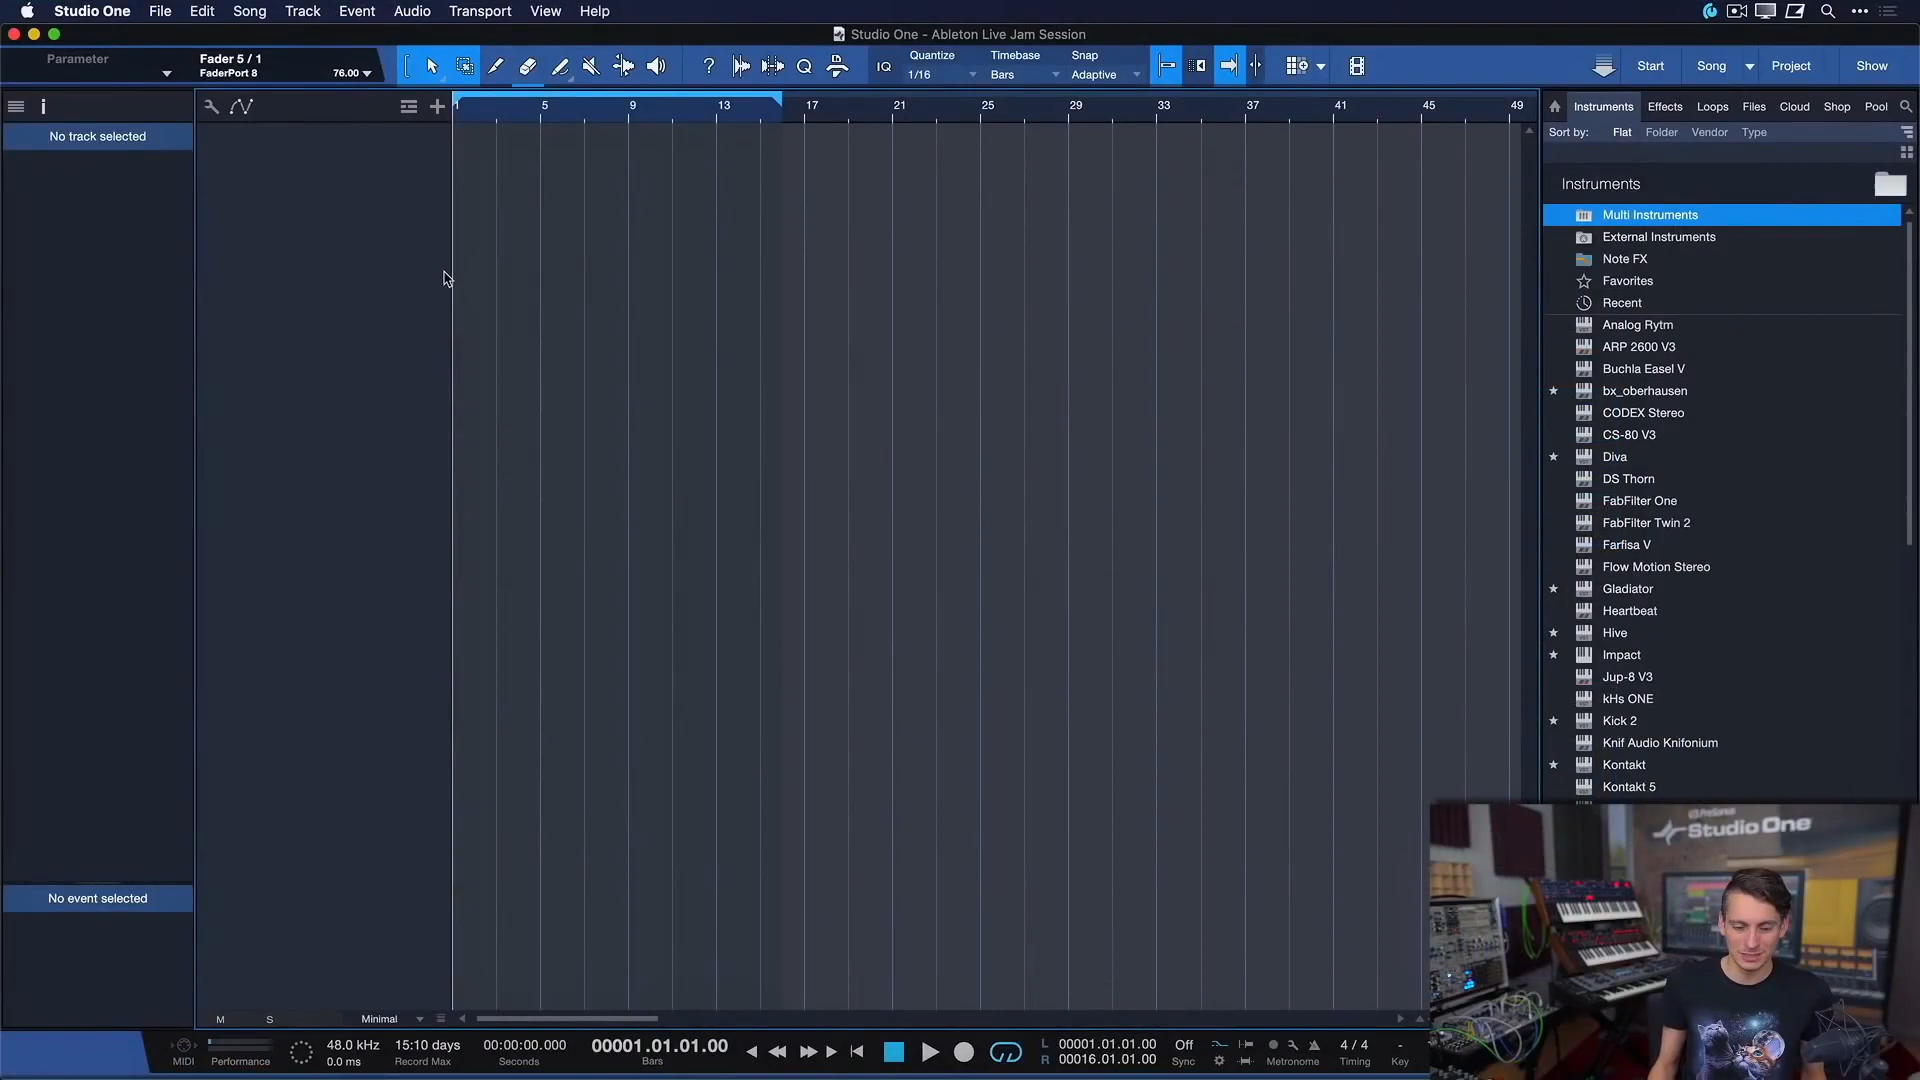 Studio One File Edit Song Track Event Audio Transport View Help
Studio One - Ableton Live Jam Session
Parameter
Fader 5 / 1
FaderPort 8 76.00
IQ
Quantize Timebase Snap
1/16 Bars Adaptive
Start Song Project Show
No track selected
1 5 9 13 17 21 25 29 33 37 41 45 49
Instruments Effects Loops Files Cloud Shop Pool
Sort by: Flat Folder Vendor Type
Instruments
Multi Instruments
External Instruments
Note FX
Favorites
Recent
Analog Rytm
ARP 2600 V3
Buchla Easel V
bx_oberhausen
CODEX Stereo
CS-80 V3
Diva
DS Thorn
FabFilter One
FabFilter Twin 2
Farfisa V
Flow Motion Stereo
Gladiator
Heartbeat
Hive
Impact
Jup-8 V3
kHs ONE
Kick 2
Knif Audio Knifonium
Kontakt
Kontakt 5
PreSonus
Studio One
No event selected
M S Minimal
MIDI
Performance
48.0 kHz
0.0 ms
15:10 days
Record Max
00:00:00.000
Seconds
00001.01.01.00
Bars
L 00001.01.01.00
R 00016.01.01.00
Off
Sync
Metronome
4 / 4
Timing
-
Key